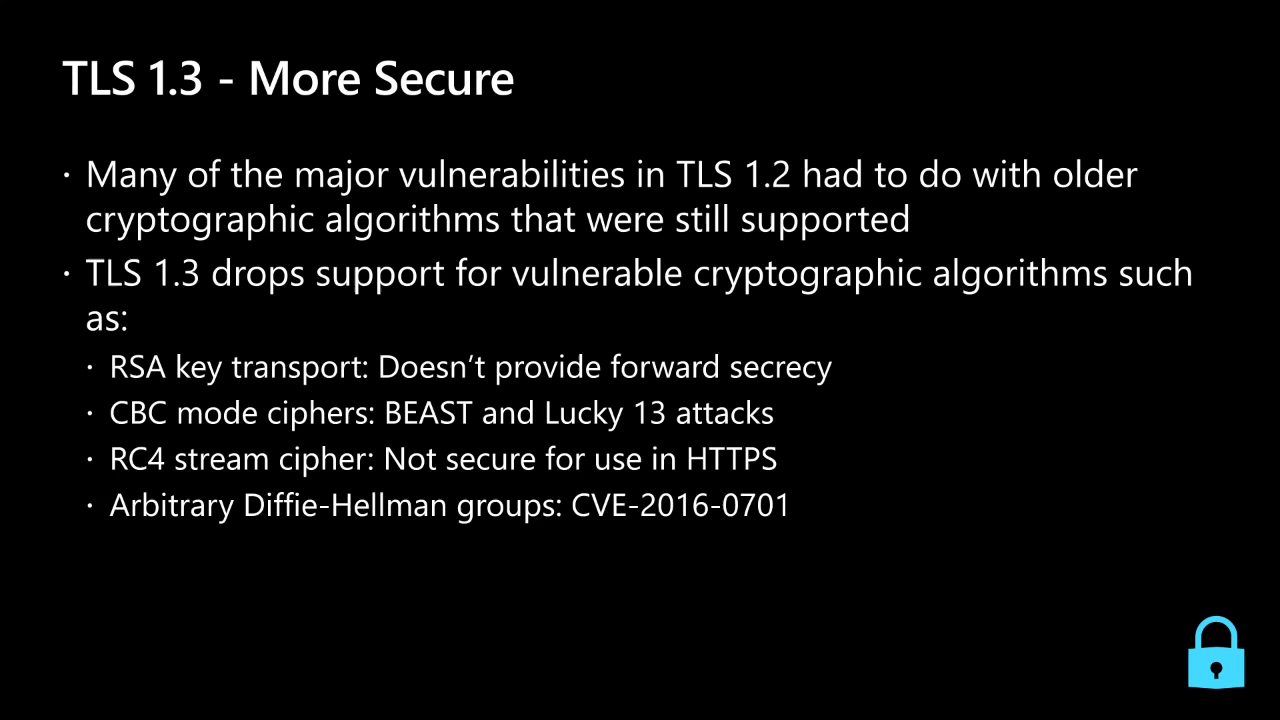 TLS 1.3 - More Secure
· Many of the major vulnerabilities in TLS 1.2 had to do with older
cryptographic algorithms that were still supported
· TLS 1.3 drops support for vulnerable cryptographic algorithms such
as:
· RSA key transport: Doesn’t provide forward secrecy
· CBC mode ciphers: BEAST and Lucky 13 attacks
· RC4 stream cipher: Not secure for use in HTTPS
· Arbitrary Diffie-Hellman groups: CVE-2016-0701